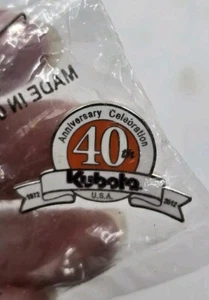 MADE IN
Anniversary Celebration
40th
Kubota
U.S.A.
1972 2012